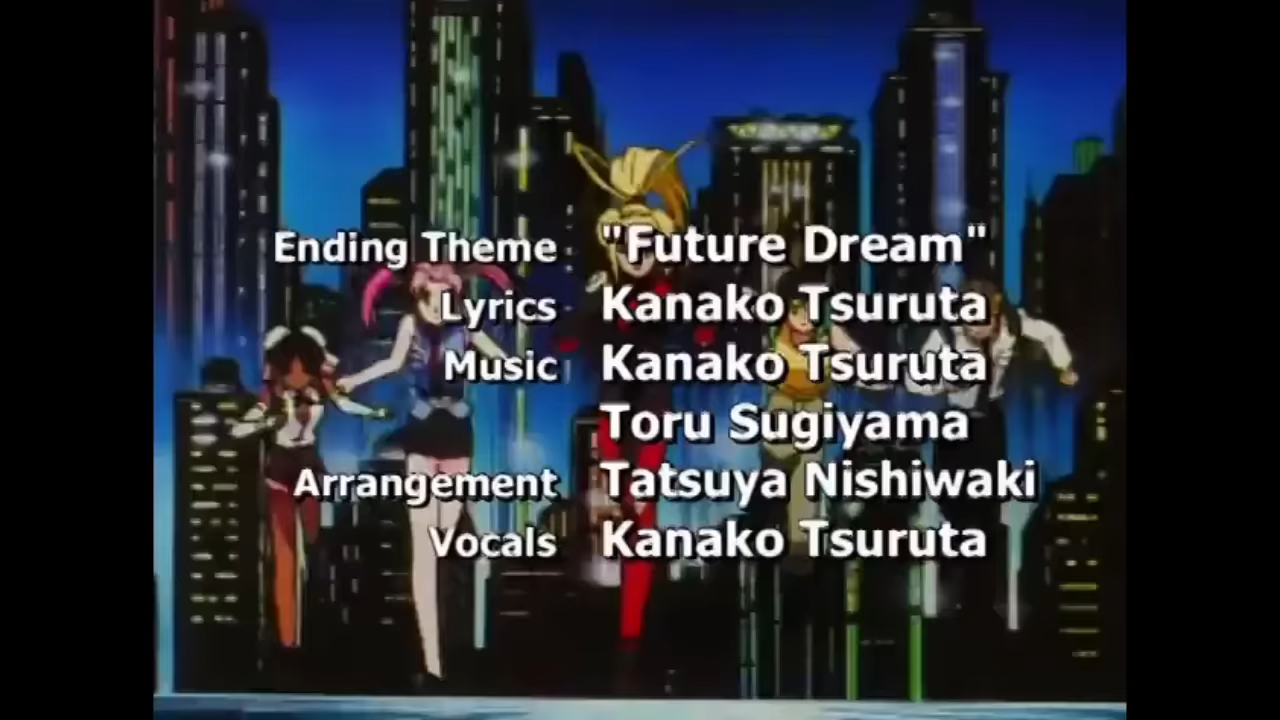 Ending Theme "Future Dream"
Lyrics Kanako Tsuruta
Music Kanako Tsuruta
Toru Sugiyama
Arrangement Tatsuya Nishiwaki
Vocals Kanako Tsuruta